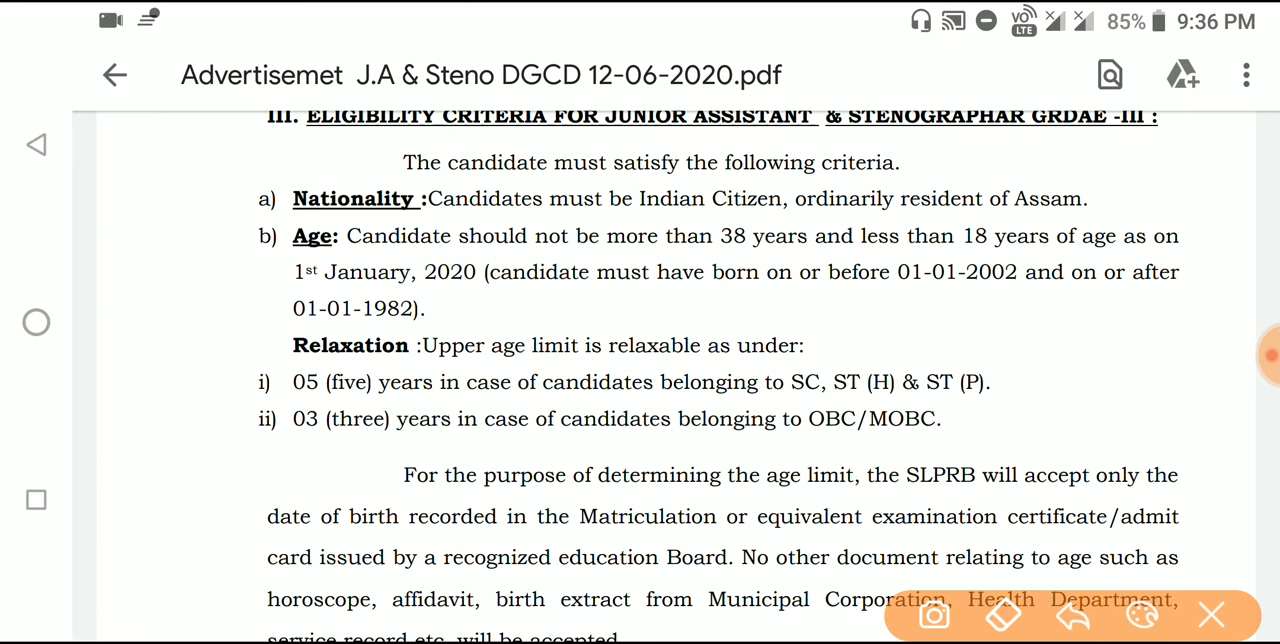 VO)) LTE 85% 9:36 PM
Advertisemet J.A & Steno DGCD 12-06-2020.pdf
III. ELIGIBILITY CRITERIA FOR JUNIOR ASSISTANT & STENOGRAPHAR GRDAE -III :
The candidate must satisfy the following criteria.
a) Nationality :Candidates must be Indian Citizen, ordinarily resident of Assam.
b) Age: Candidate should not be more than 38 years and less than 18 years of age as on
1st January, 2020 (candidate must have born on or before 01-01-2002 and on or after
01-01-1982).
Relaxation :Upper age limit is relaxable as under:
i) 05 (five) years in case of candidates belonging to SC, ST (H) & ST (P).
ii) 03 (three) years in case of candidates belonging to OBC/MOBC.
For the purpose of determining the age limit, the SLPRB will accept only the
date of birth recorded in the Matriculation or equivalent examination certificate/admit
card issued by a recognized education Board. No other document relating to age such as
horoscope, affidavit, birth extract from Municipal Corporation, Health Department,
service record etc. will be accepted.